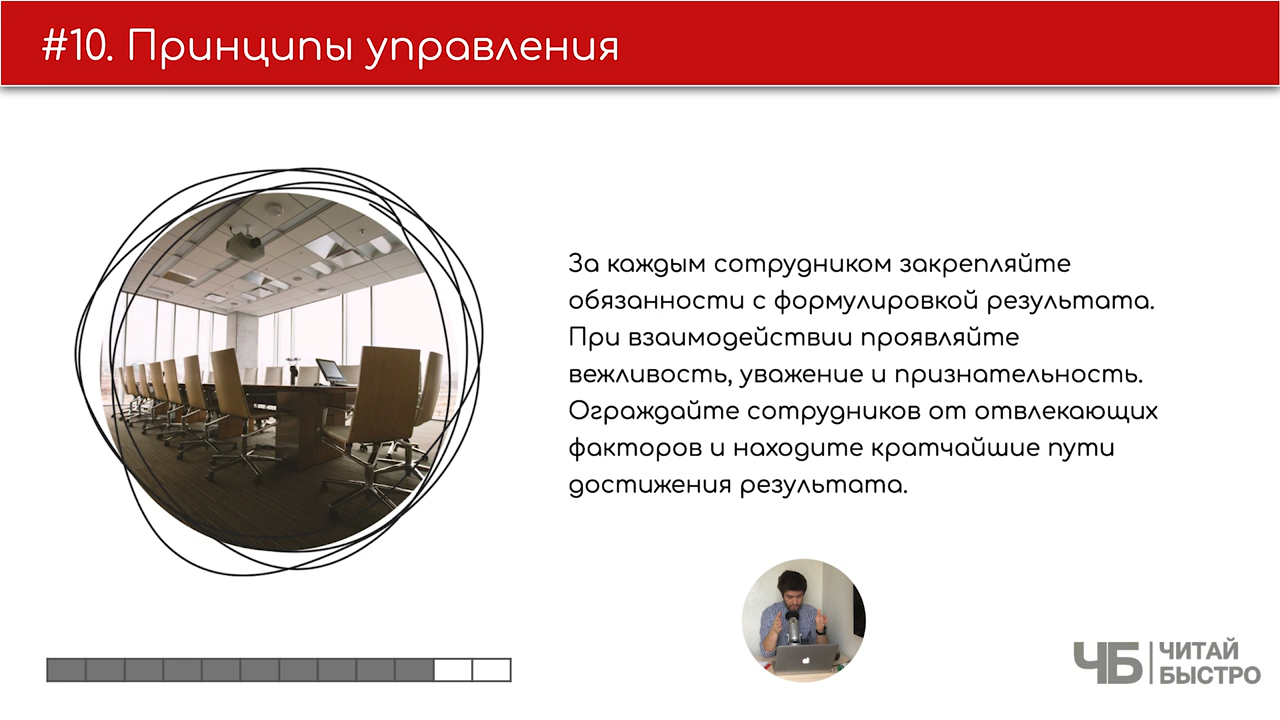 #10. Принципы управления
За каждым сотрудником закрепляйте
обязанности с формулировкой результата.
При взаимодействии проявляйте
вежливость, уважение и признательность.
Ограждайте сотрудников от отвлекающих
факторов и находите кратчайшие пути
достижения результата.
ЧБ ЧИТАЙ
БЫСТРО